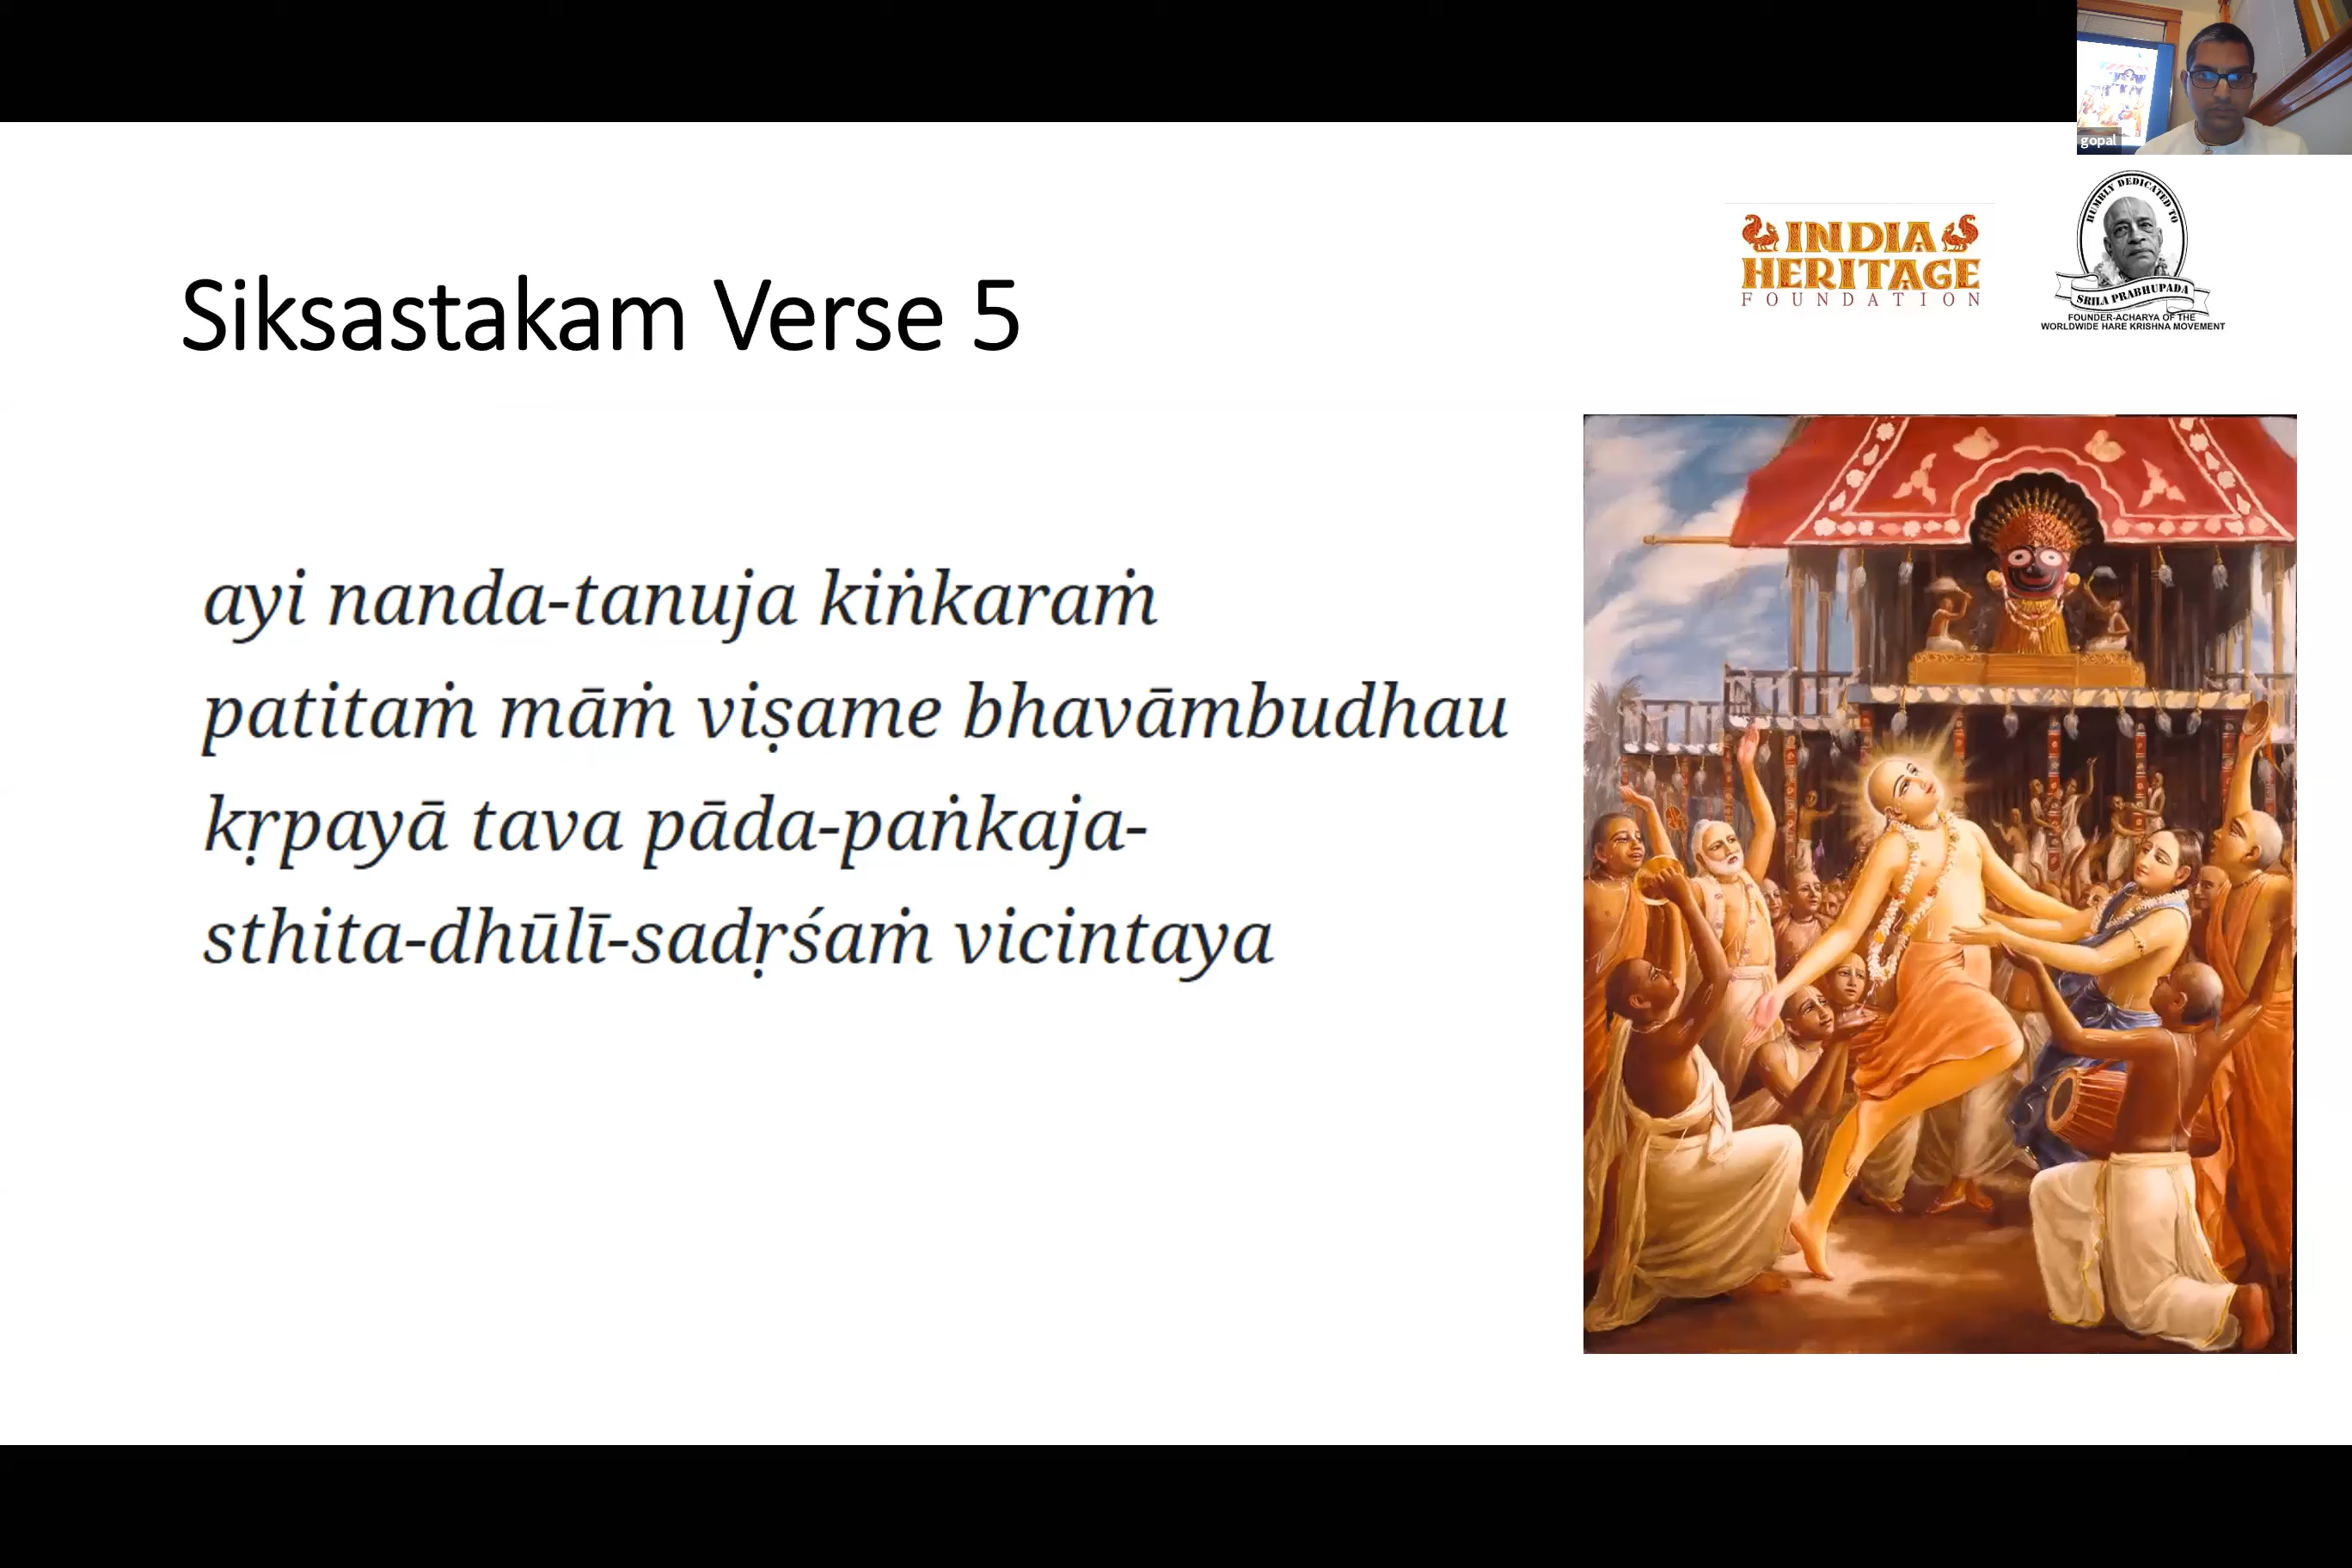 gopal
HUMBLY DEDICATED TO
SRILA PRABHUPADA
FOUNDER-ACHARYA OF THE
WORLDWIDE HARE KRISHNA MOVEMENT
INDIA
HERITAGE
FOUNDATION
Siksastakam Verse 5
ayi nanda-tanuja kiṅkaraṁ
patitaṁ māṁ viṣame bhavāmbudhau
kṛpayā tava pāda-paṅkaja-
sthita-dhūlī-sadṛśaṁ vicintaya